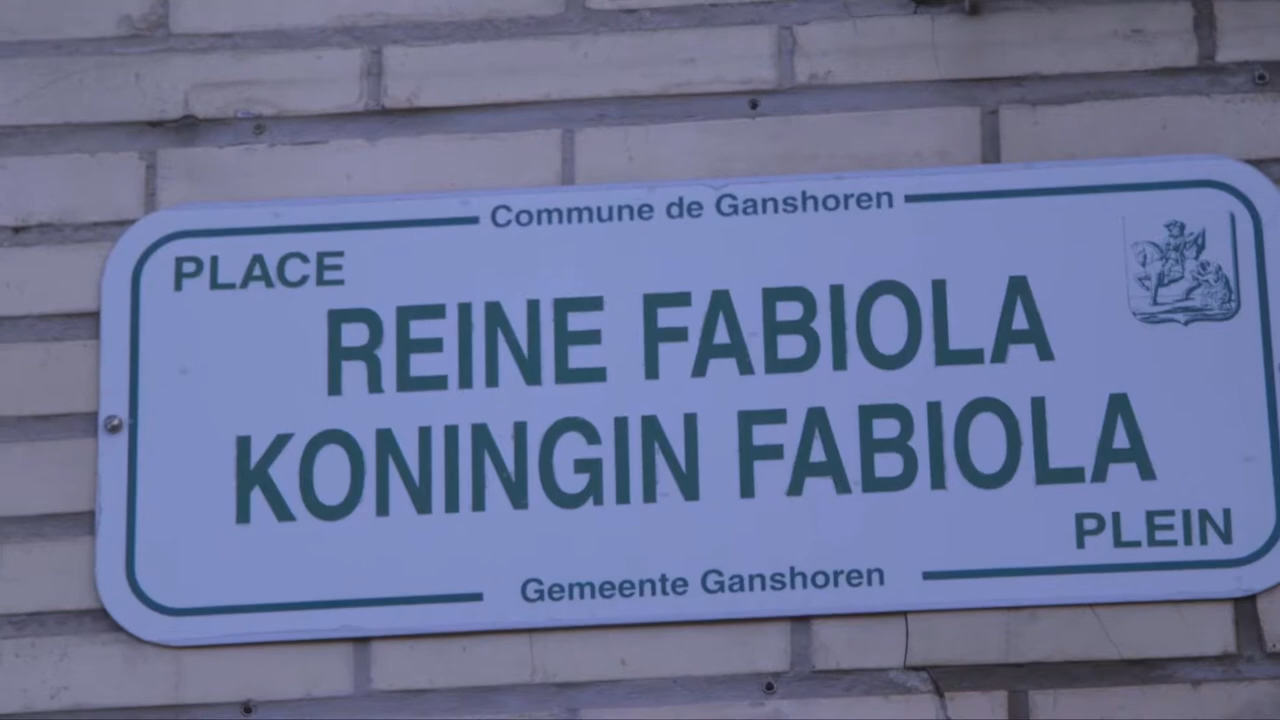 Commune de Ganshoren
PLACE
REINE FABIOLA
KONINGIN FABIOLA
PLEIN
Gemeente Ganshoren